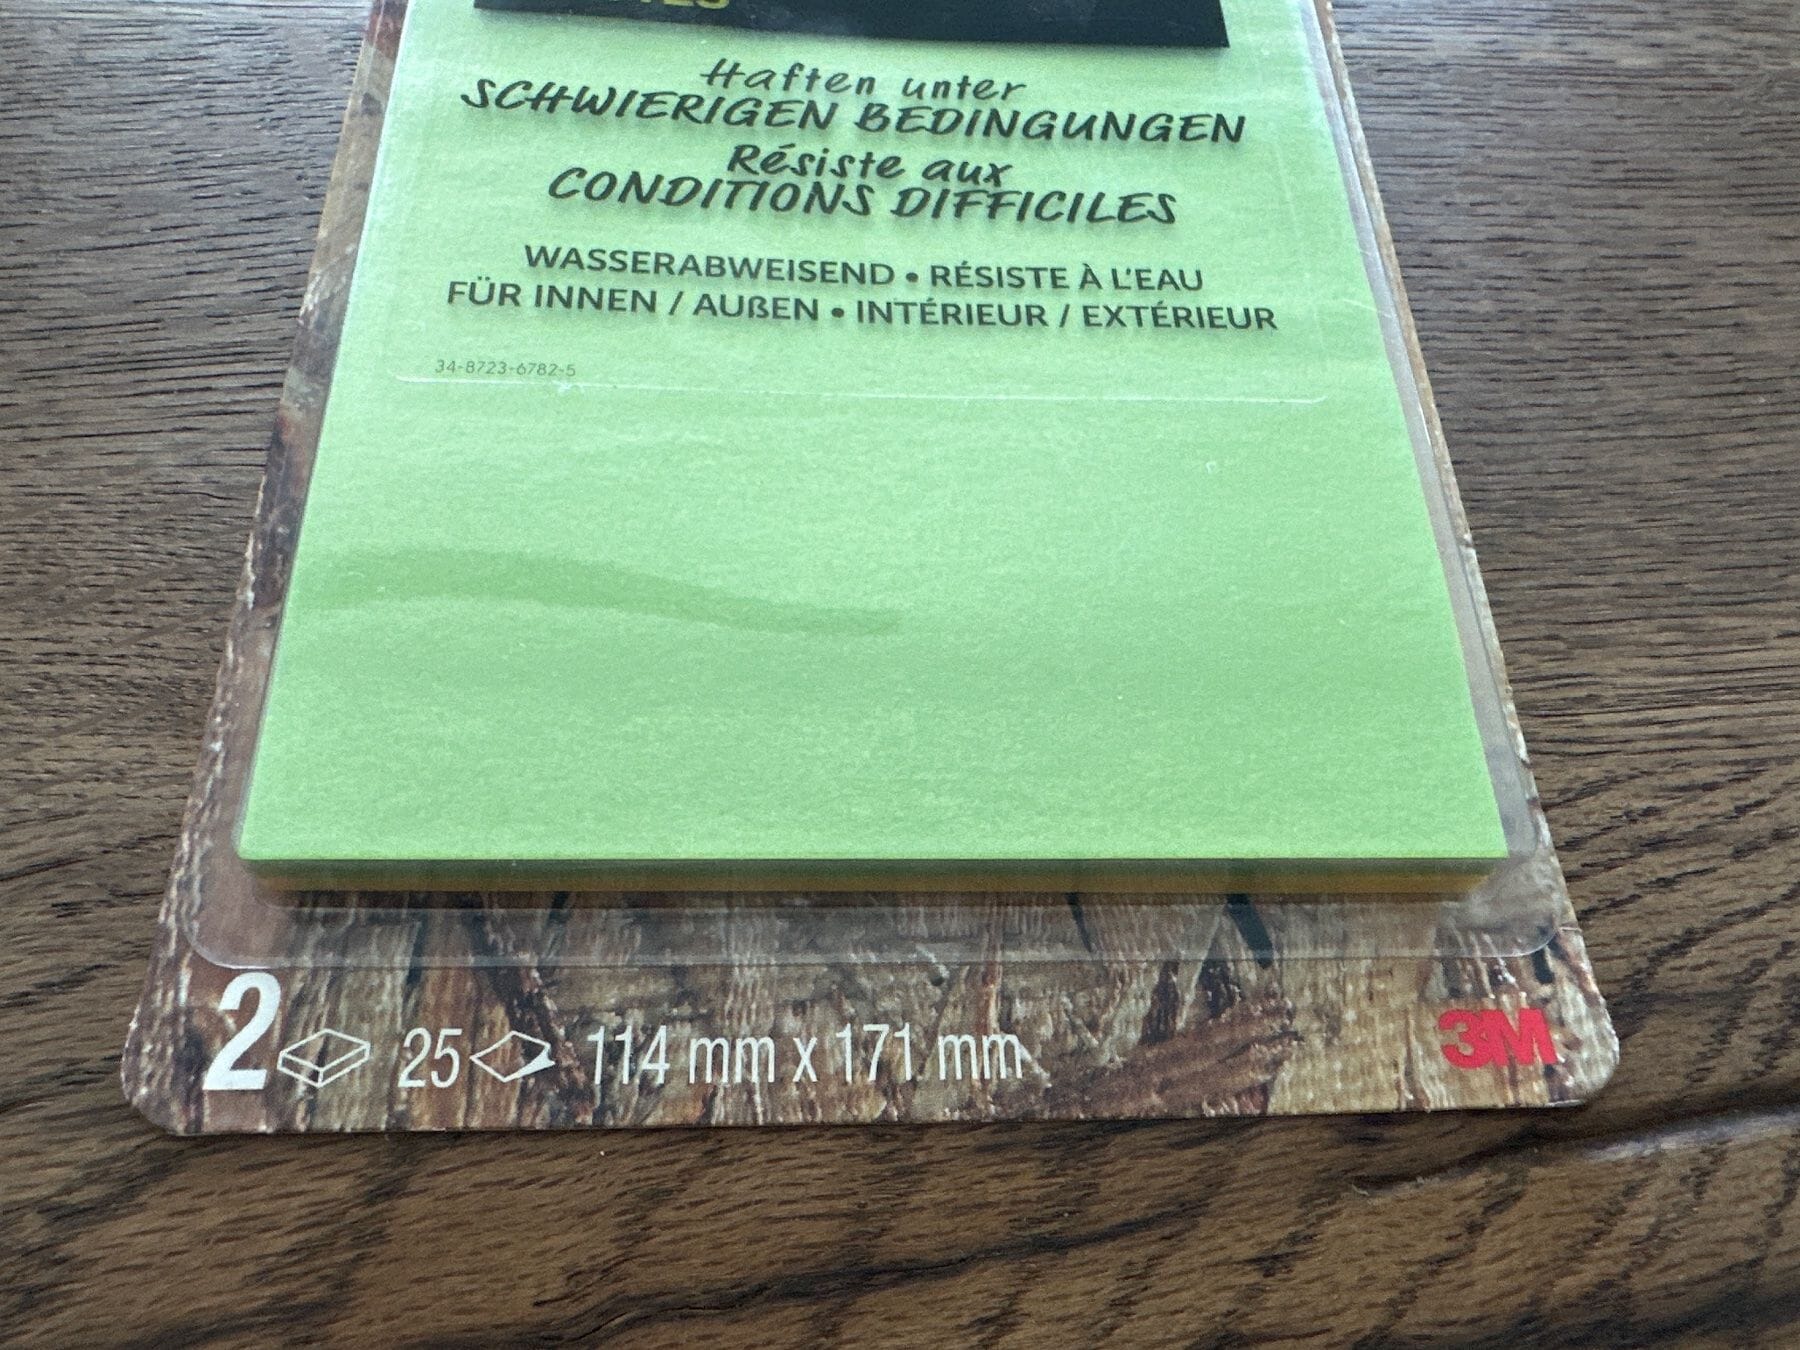 Haften unter
SCHWIERIGEN BEDINGUNGEN
Résiste aux
CONDITIONS DIFFICILES
WASSERABWEISEND • RÉSISTE À L'EAU
FÜR INNEN / AUßEN • INTÉRIEUR / EXTÉRIEUR
34-8723-6782-5
2 25 114 mm x 171 mm
3M